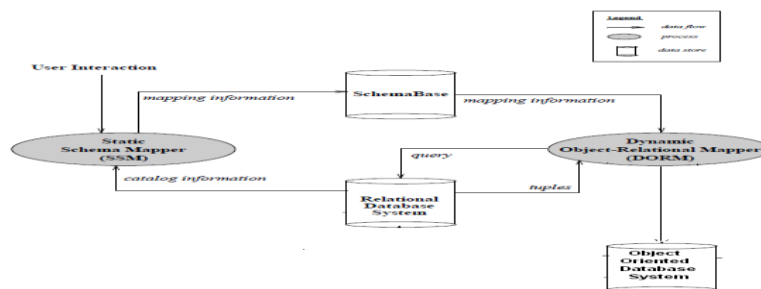 Legend
data flow
process
data store
User Interaction
mapping information
SchemaBase
mapping information
Static
Schema Mapper
(SSM)
Dynamic
Object-Relational Mapper
(DORM)
query
catalog information
tuples
Relational
Database
System
Object
Oriented
Database
System